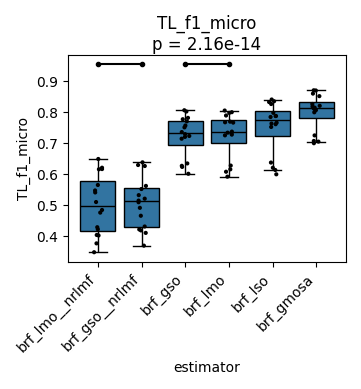 TL_f1_micro
p = 2.16e-14
TL_f1_micro
0.9
0.8
0.7
0.6
0.5
0.4
brf_lmo__nrlmf
brf_gso__nrlmf
brf_gso
brf_lmo
brf_lso
brf_gmosa
estimator